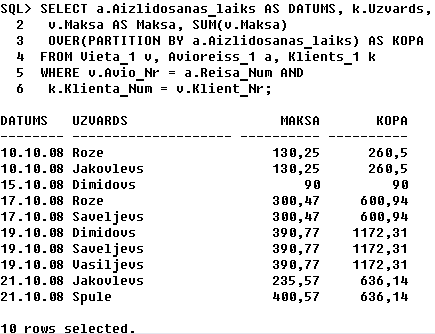 SQL> SELECT a.Aizlidosanas_laiks AS DATUMS, k.Uzvards,
2 v.Maksa AS Maksa, SUM(v.Maksa)
3 OVER(PARTITION BY a.Aizlidosanas_laiks) AS KOPA
4 FROM Vieta_1 v, Avioreiss_1 a, Klients_1 k
5 WHERE v.Avio_Nr = a.Reisa_Num AND
6 k.Klienta_Num = v.Klient_Nr;
DATUMS UZVARDS MAKSA KOPA
-------- -------------------- ---------- ----------
10.10.08 Roze 130,25 260,5
10.10.08 Jakovlevs 130,25 260,5
15.10.08 Dimidovs 90 90
17.10.08 Roze 300,47 600,94
17.10.08 Saveljevs 300,47 600,94
19.10.08 Dimidovs 390,77 1172,31
19.10.08 Saveljevs 390,77 1172,31
19.10.08 Vasiljevs 390,77 1172,31
21.10.08 Jakovlevs 235,57 636,14
21.10.08 Spule 400,57 636,14
10 rows selected.